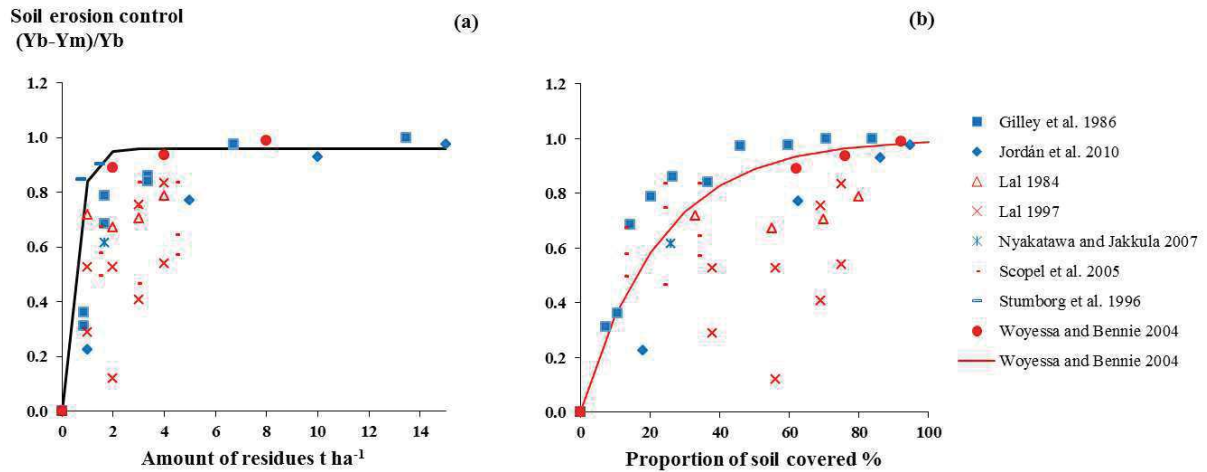 Soil erosion control
(Yb-Ym)/Yb
(a)
(b)
1.2
1.0
0.8
0.6
0.4
0.2
0.0
0 2 4 6 8 10 12 14
Amount of residues t ha⁻¹
1.2
1.0
0.8
0.6
0.4
0.2
0.0
0 20 40 60 80 100
Proportion of soil covered %
Gilley et al. 1986
Jordán et al. 2010
Lal 1984
Lal 1997
Nyakatawa and Jakkula 2007
Scopel et al. 2005
Stumborg et al. 1996
Woyessa and Bennie 2004
Woyessa and Bennie 2004